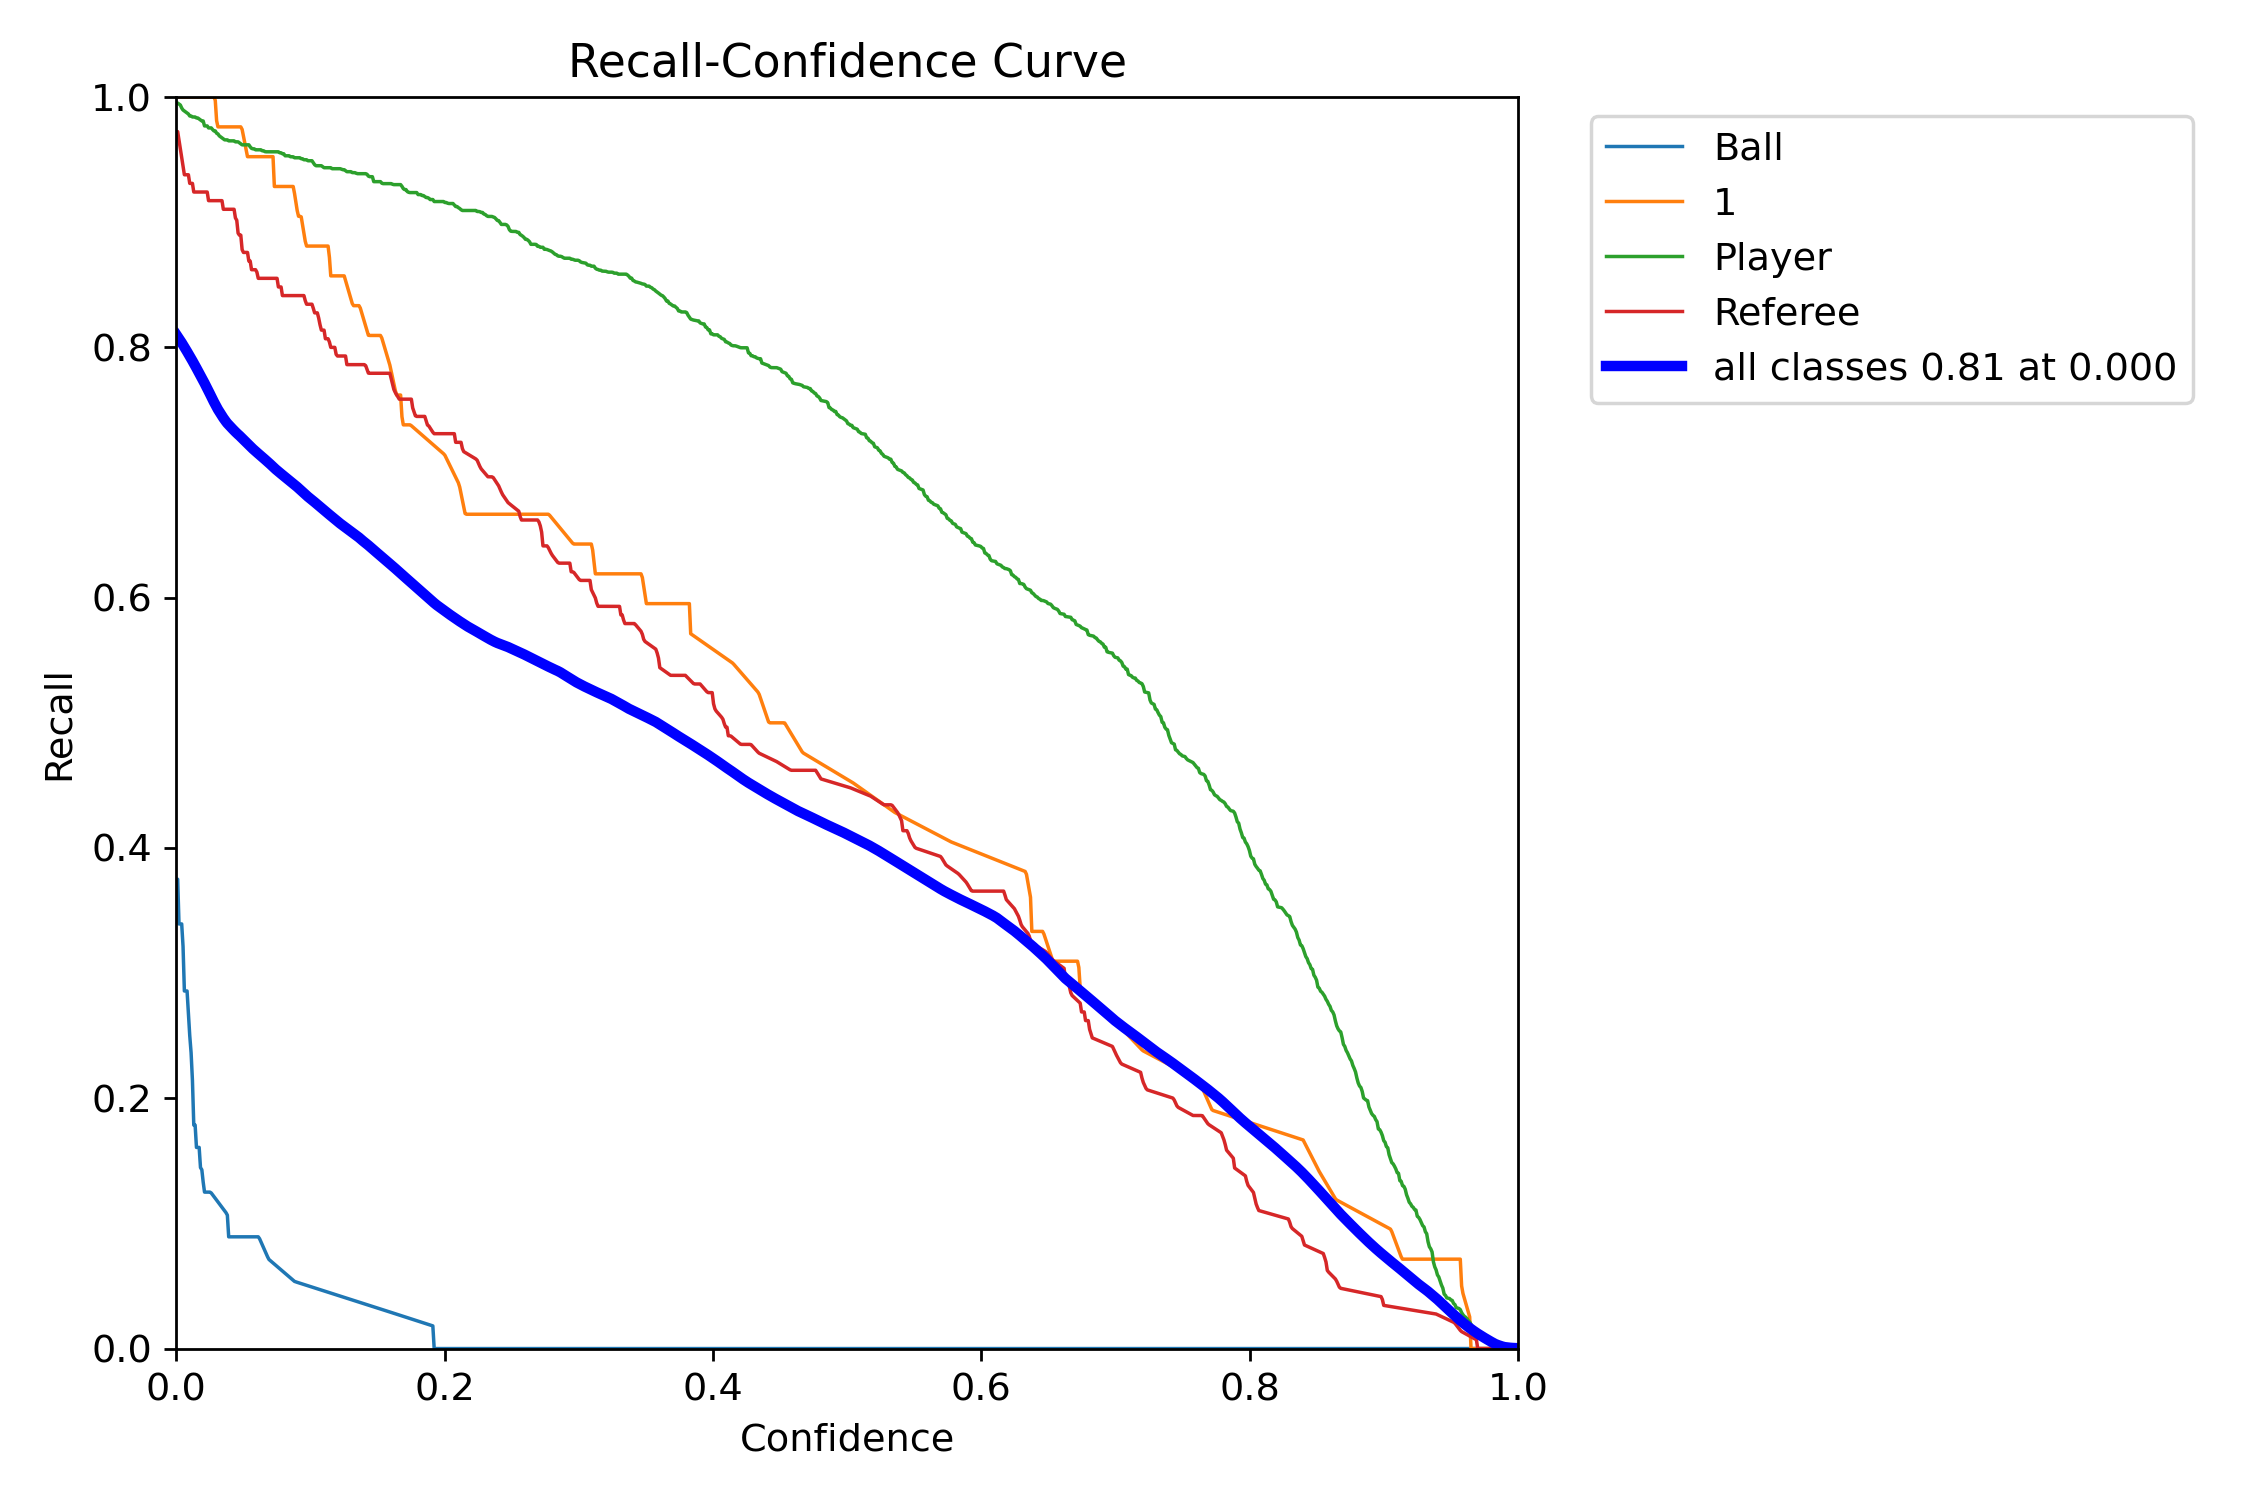 Recall-Confidence Curve
1.0
0.8
0.6
0.4
0.2
0.0
Recall
0.0 0.2 0.4 0.6 0.8 1.0
Confidence
Ball
1
Player
Referee
all classes 0.81 at 0.000